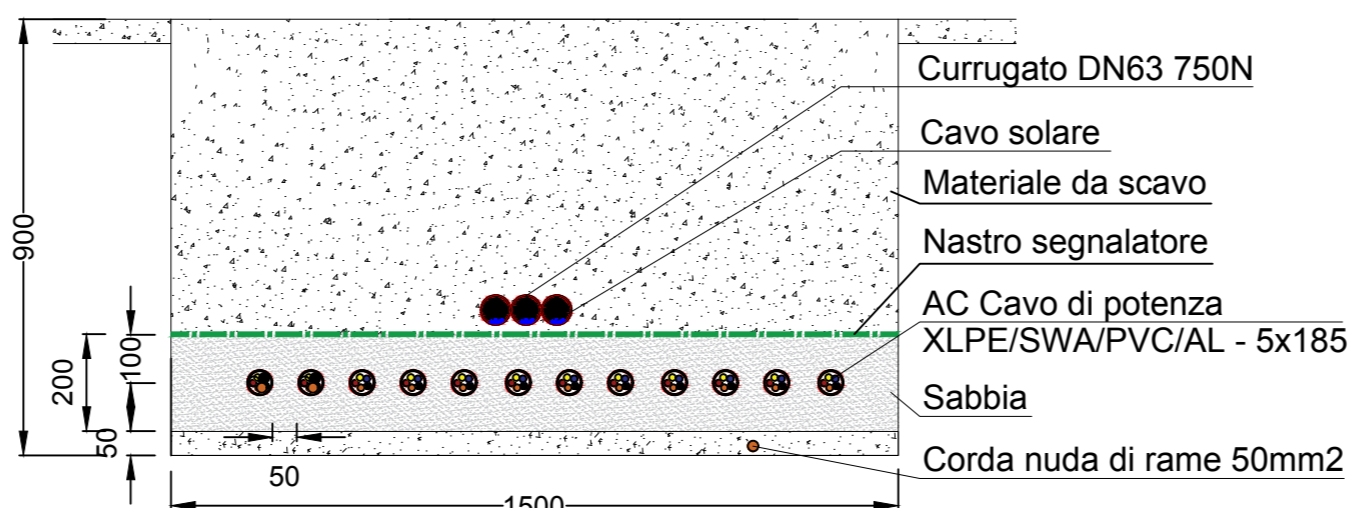 Currugato DN63 750N
Cavo solare
Materiale da scavo
Nastro segnalatore
AC Cavo di potenza
XLPE/SWA/PVC/AL - 5x185
Sabbia
Corda nuda di rame 50mm2
900
200
100
50
50
1500